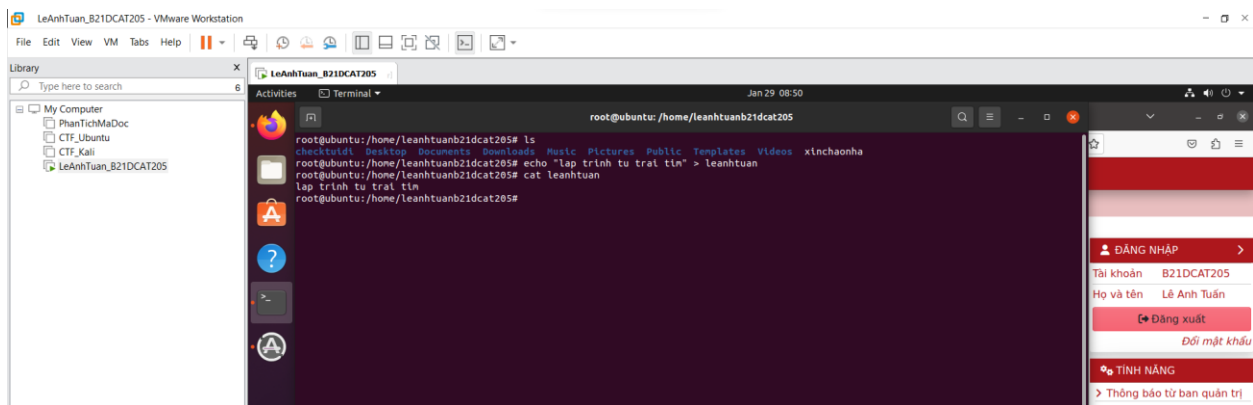 LeAnhTuan_B21DCAT205 - VMware Workstation
File Edit View VM Tabs Help
Library X
Type here to search
My Computer
PhanTichMaDoc
CTF_Ubuntu
CTF_Kali
LeAnhTuan_B21DCAT205
LeAnhTuan_B21DCAT205
Activities Terminal Jan 29 08:50
root@ubuntu: /home/leanhtuanb21dcat205
root@ubuntu:/home/leanhtuanb21dcat205# ls
checktuidi Desktop Documents Downloads Music Pictures Public Templates Videos xinchaonha
root@ubuntu:/home/leanhtuanb21dcat205# echo "lap trinh tu trai tim" > leanhtuan
root@ubuntu:/home/leanhtuanb21dcat205# cat leanhtuan
lap trinh tu trai tim
root@ubuntu:/home/leanhtuanb21dcat205#
ĐĂNG NHẬP
Tài khoản B21DCAT205
Họ và tên Lê Anh Tuấn
Đăng xuất
Đổi mật khẩu
TÍNH NĂNG
Thông báo từ ban quản trị